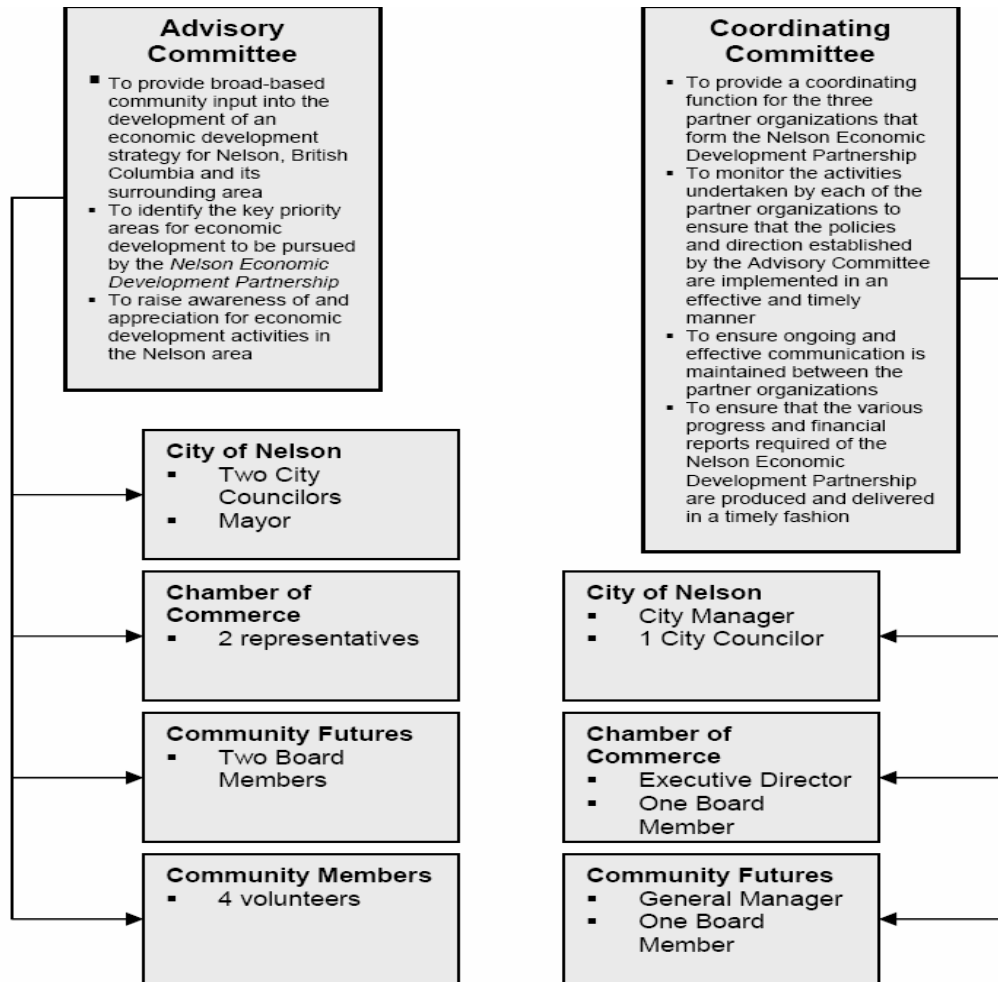 Advisory
Committee
▪ To provide broad-based
community input into the
development of an
economic development
strategy for Nelson, British
Columbia and its
surrounding area
▪ To identify the key priority
areas for economic
development to be pursued
by the Nelson Economic
Development Partnership
▪ To raise awareness of and
appreciation for economic
development activities in
the Nelson area
City of Nelson
▪ Two City
Councilors
▪ Mayor
Chamber of
Commerce
▪ 2 representatives
Community Futures
▪ Two Board
Members
Community Members
▪ 4 volunteers
Coordinating
Committee
▪ To provide a coordinating
function for the three
partner organizations that
form the Nelson Economic
Development Partnership
▪ To monitor the activities
undertaken by each of the
partner organizations to
ensure that the policies
and direction established
by the Advisory Committee
are implemented in an
effective and timely
manner
▪ To ensure ongoing and
effective communication is
maintained between the
partner organizations
▪ To ensure that the various
progress and financial
reports required of the
Nelson Economic
Development Partnership
are produced and delivered
in a timely fashion
City of Nelson
▪ City Manager
▪ 1 City Councilor
Chamber of
Commerce
▪ Executive Director
▪ One Board
Member
Community Futures
▪ General Manager
▪ One Board
Member